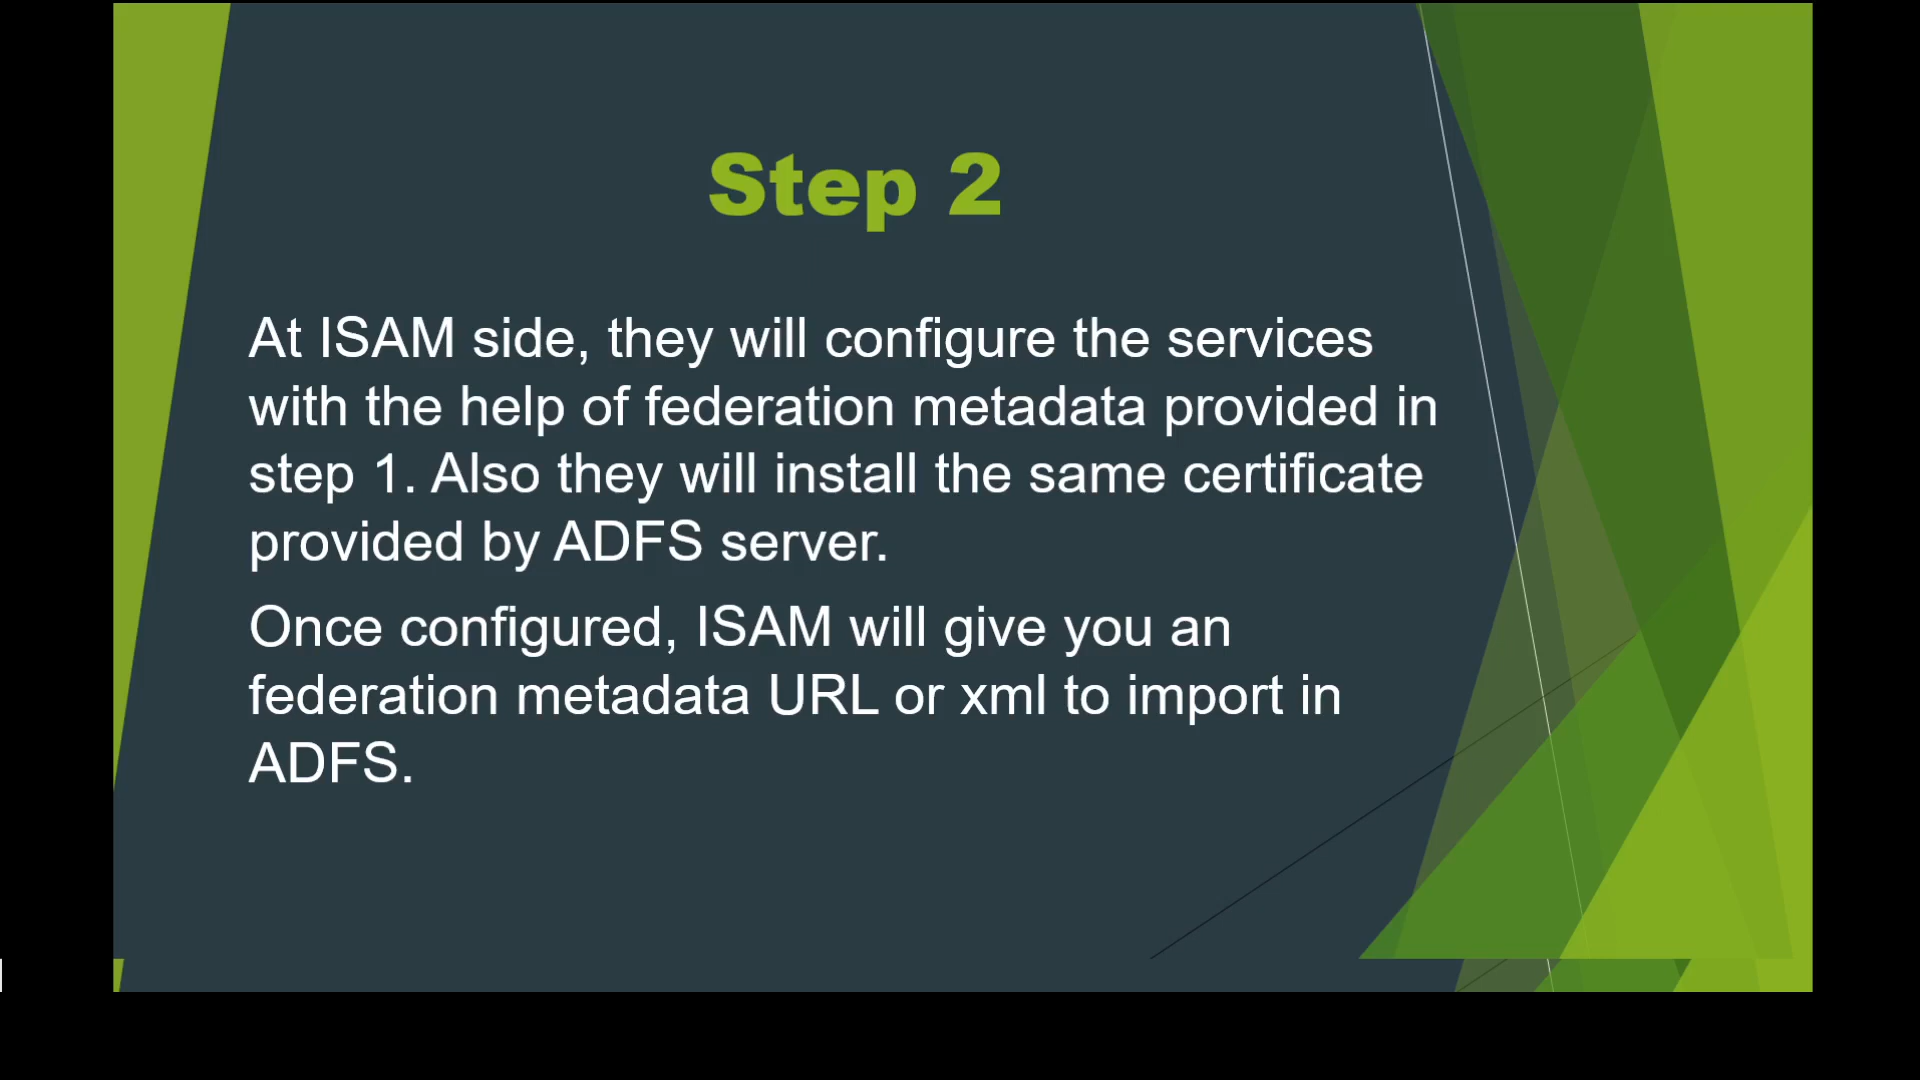 Step 2
At ISAM side, they will configure the services
with the help of federation metadata provided in
step 1. Also they will install the same certificate
provided by ADFS server.
Once configured, ISAM will give you an
federation metadata URL or xml to import in
ADFS.